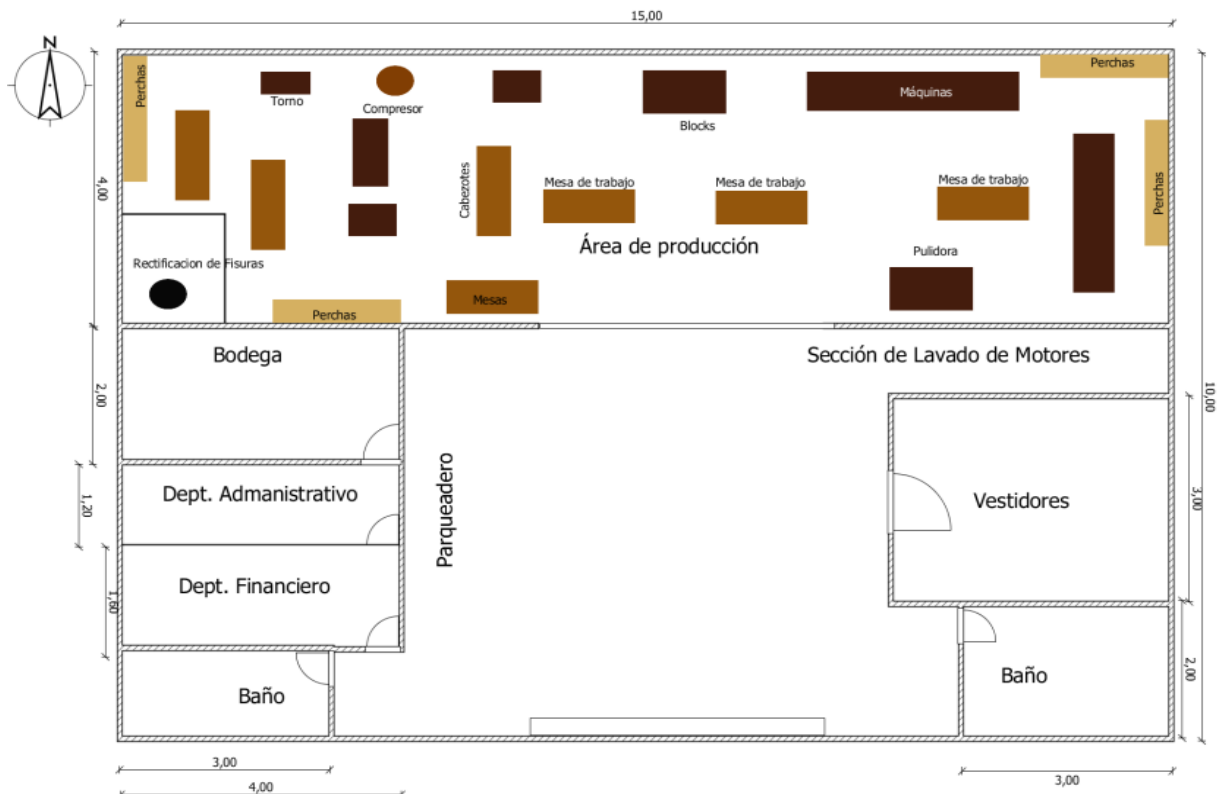 15,00
N
Perchas
Torno
Compresor
Blocks
Máquinas
Perchas
4,00
Cabezotes
Mesa de trabajo
Mesa de trabajo
Mesa de trabajo
Perchas
Área de producción
Pulidora
Rectificacion de Fisuras
Mesas
Perchas
Bodega
Sección de Lavado de Motores
2,00
10,00
Dept. Admanistrativo
1,20
Parqueadero
Vestidores
3,00
Dept. Financiero
1,60
Baño
Baño
2,00
3,00
4,00
3,00